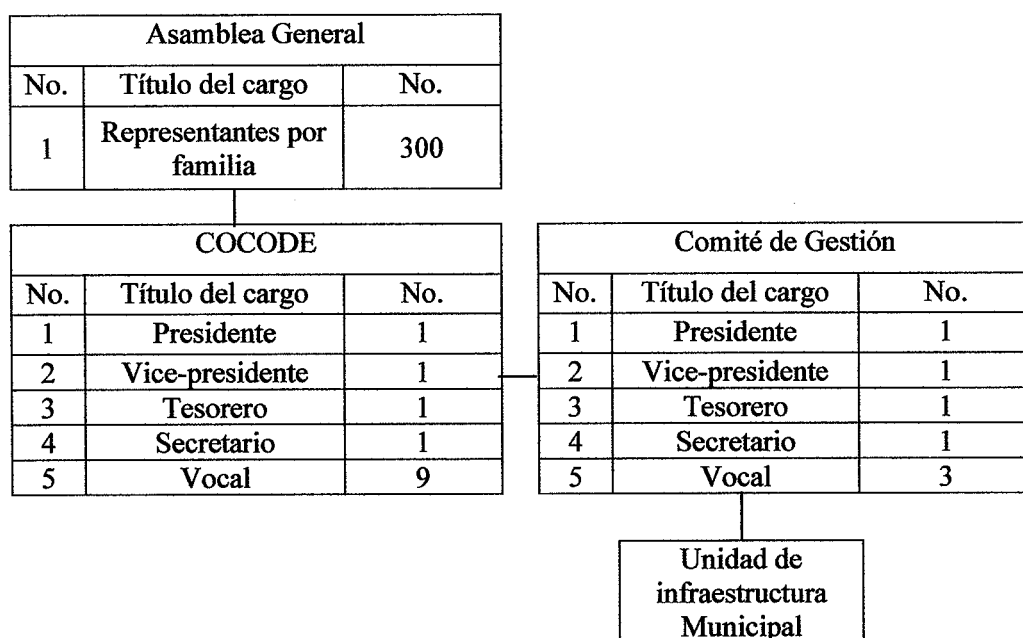 Asamblea General
No. Título del cargo No.
1 Representantes por familia 300
COCODE
No. Título del cargo No.
1 Presidente 1
2 Vice-presidente 1
3 Tesorero 1
4 Secretario 1
5 Vocal 9
Comité de Gestión
No. Título del cargo No.
1 Presidente 1
2 Vice-presidente 1
3 Tesorero 1
4 Secretario 1
5 Vocal 3
Unidad de
infraestructura
Municipal